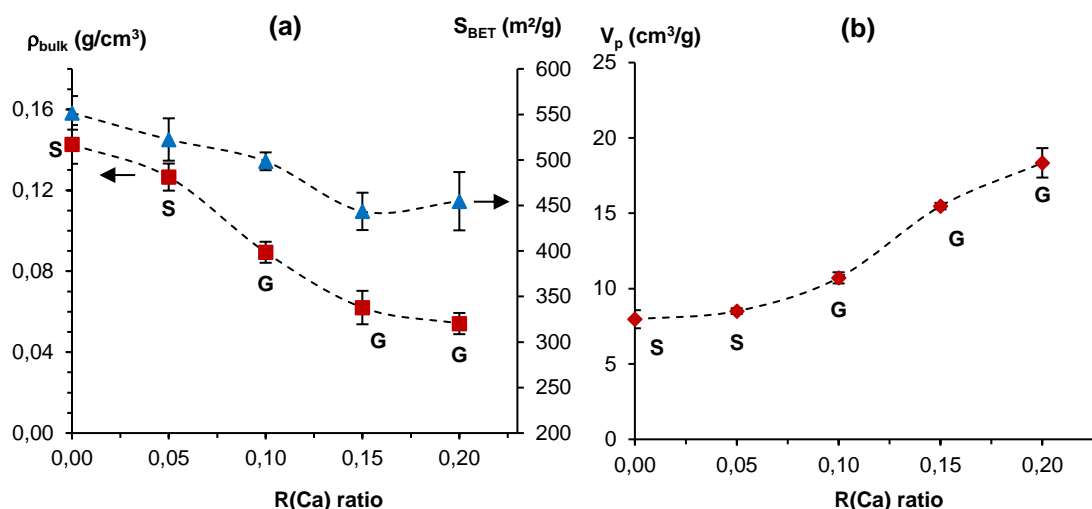 (a)
ρbulk (g/cm³)
S_BET (m²/g)
0,16
0,12
0,08
0,04
0,00
600
550
500
450
400
350
300
250
200
S
S
G
G
G
0,00 0,05 0,10 0,15 0,20
R(Ca) ratio
(b)
Vp (cm³/g)
25
20
15
10
5
0
S
S
G
G
G
0,00 0,05 0,10 0,15 0,20
R(Ca) ratio